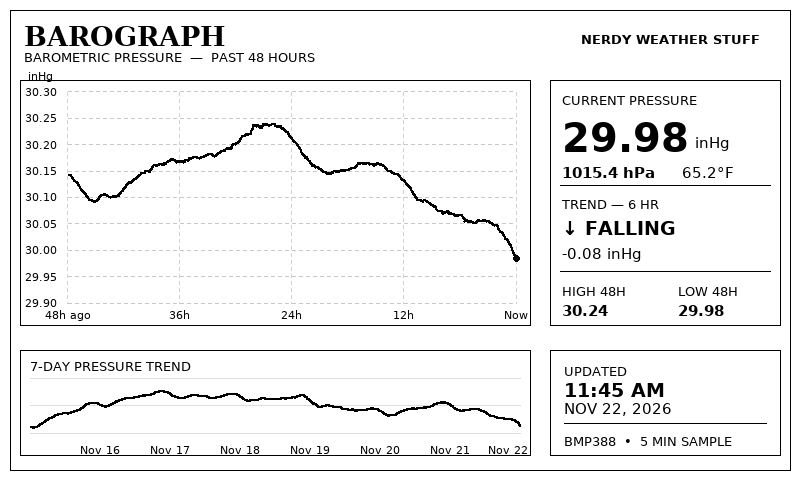 BAROGRAPH
BAROMETRIC PRESSURE — PAST 48 HOURS
NERDY WEATHER STUFF
inHg
30.30
30.25
30.20
30.15
30.10
30.05
30.00
29.95
29.90
48h ago 36h 24h 12h Now
CURRENT PRESSURE
29.98 inHg
1015.4 hPa 65.2°F
TREND — 6 HR
↓ FALLING
-0.08 inHg
HIGH 48H LOW 48H
30.24 29.98
7-DAY PRESSURE TREND
Nov 16 Nov 17 Nov 18 Nov 19 Nov 20 Nov 21 Nov 22
UPDATED
11:45 AM
NOV 22, 2026
BMP388 • 5 MIN SAMPLE